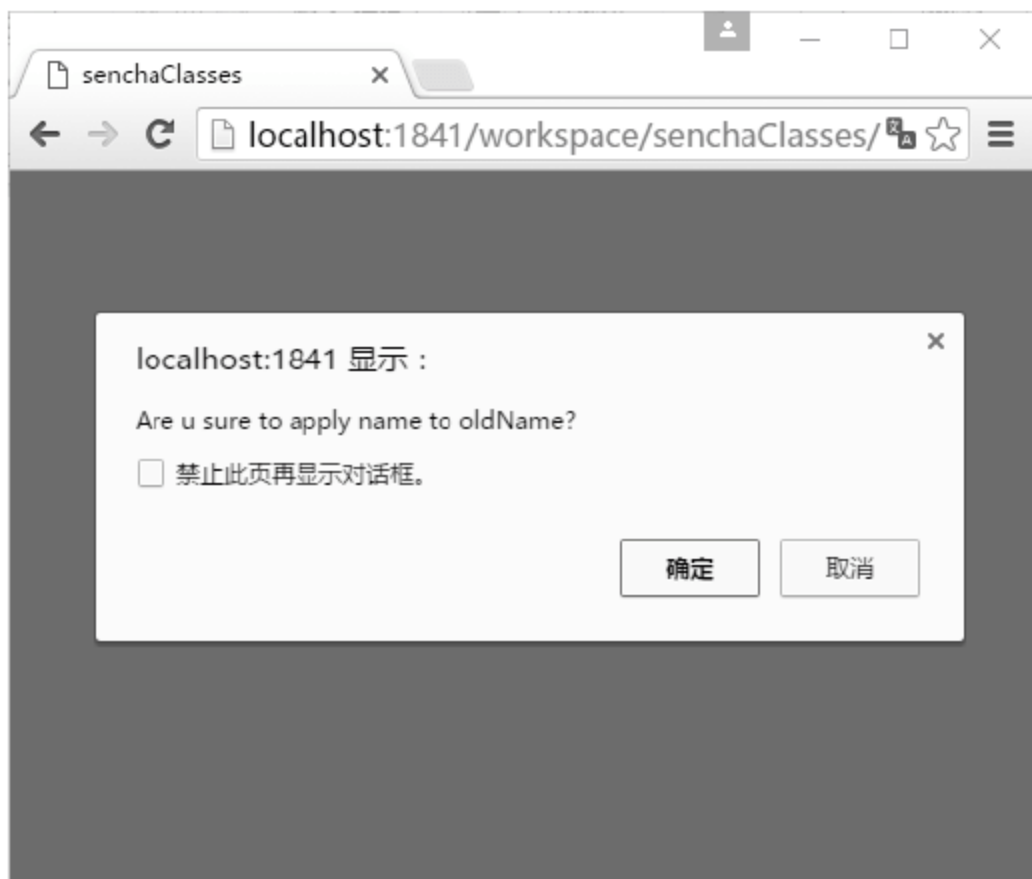 senchaClasses
localhost:1841/workspace/senchaClasses/
localhost:1841 显示：
Are u sure to apply name to oldName?
禁止此页再显示对话框。
确定
取消